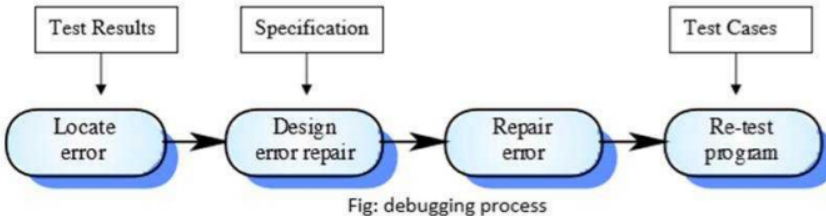 Test Results
Specification
Test Cases
Locate
error
Design
error repair
Repair
error
Re-test
program
Fig: debugging process